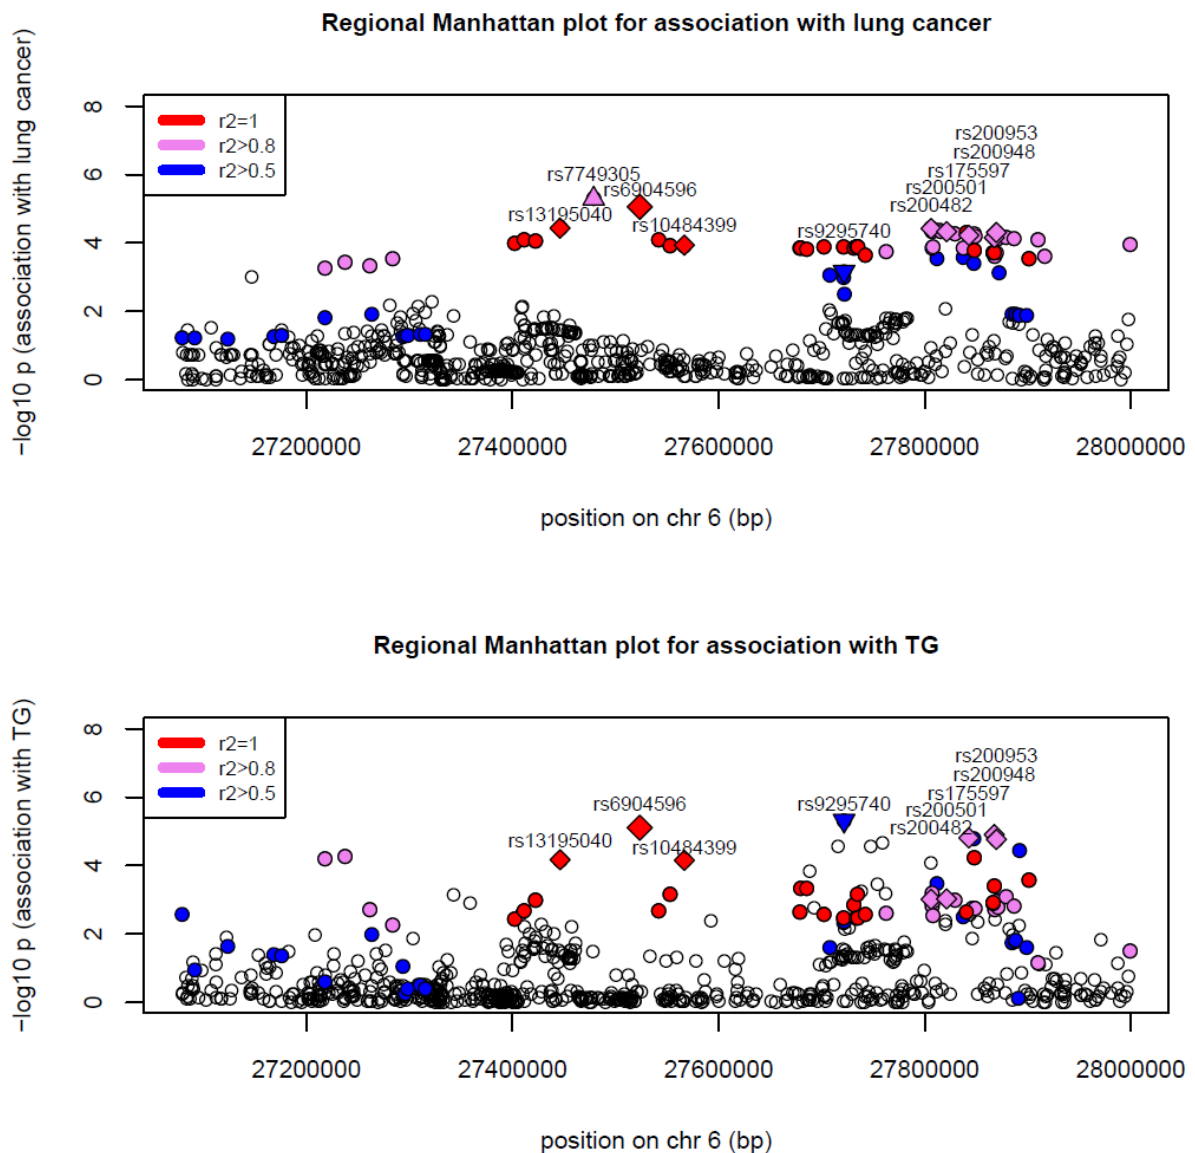 Regional Manhattan plot for association with lung cancer
−log10 p (association with lung cancer)
8
6
4
2
0
r2=1
r2>0.8
r2>0.5
rs7749305
rs6904596
rs13195040
rs10484399
rs9295740
rs200953
rs200948
rs175597
rs200501
rs200482
27200000 27400000 27600000 27800000 28000000
position on chr 6 (bp)
Regional Manhattan plot for association with TG
−log10 p (association with TG)
8
6
4
2
0
r2=1
r2>0.8
r2>0.5
rs6904596
rs13195040
rs10484399
rs9295740
rs200953
rs200948
rs175597
rs200501
rs200482
27200000 27400000 27600000 27800000 28000000
position on chr 6 (bp)